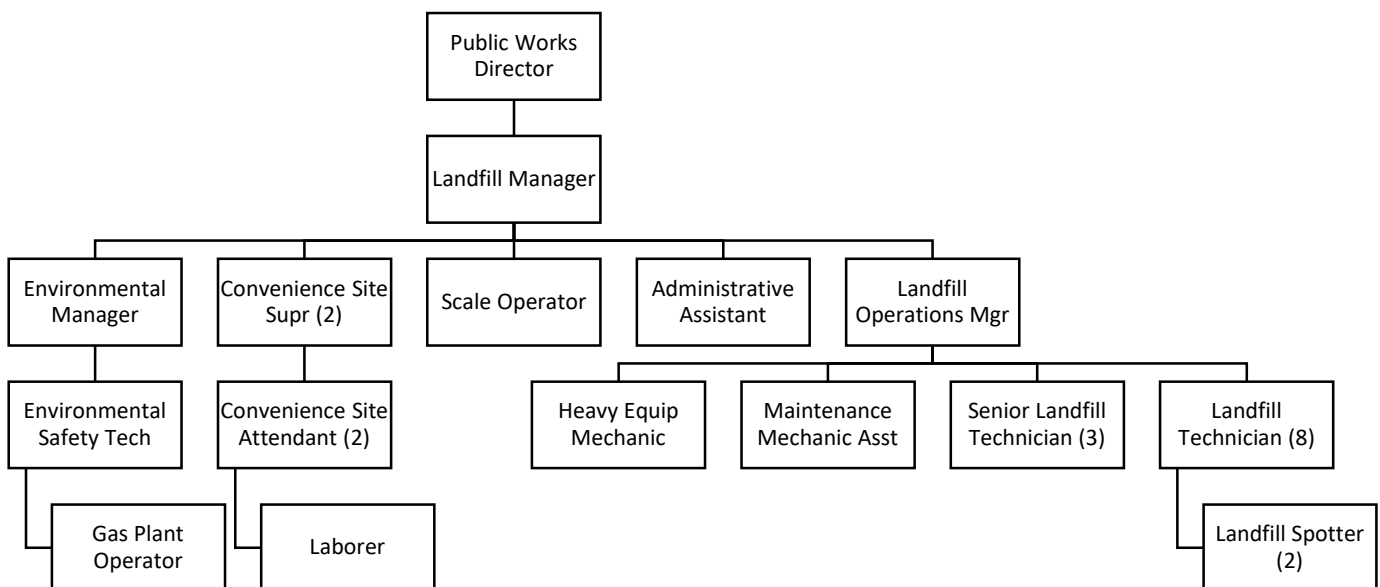 Public Works
Director
Landfill Manager
Environmental
Manager
Convenience Site
Supr (2)
Scale Operator
Administrative
Assistant
Landfill
Operations Mgr
Environmental
Safety Tech
Convenience Site
Attendant (2)
Heavy Equip
Mechanic
Maintenance
Mechanic Asst
Senior Landfill
Technician (3)
Landfill
Technician (8)
Gas Plant
Operator
Laborer
Landfill Spotter
(2)